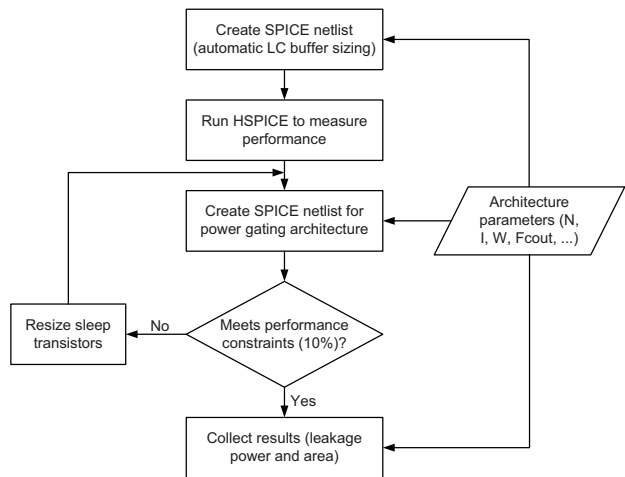 Create SPICE netlist
(automatic LC buffer sizing)
Run HSPICE to measure
performance
Create SPICE netlist for
power gating architecture
Architecture
parameters (N,
I, W, Fcout, ...)
Resize sleep
transistors
No
Meets performance
constraints (10%)?
Yes
Collect results (leakage
power and area)